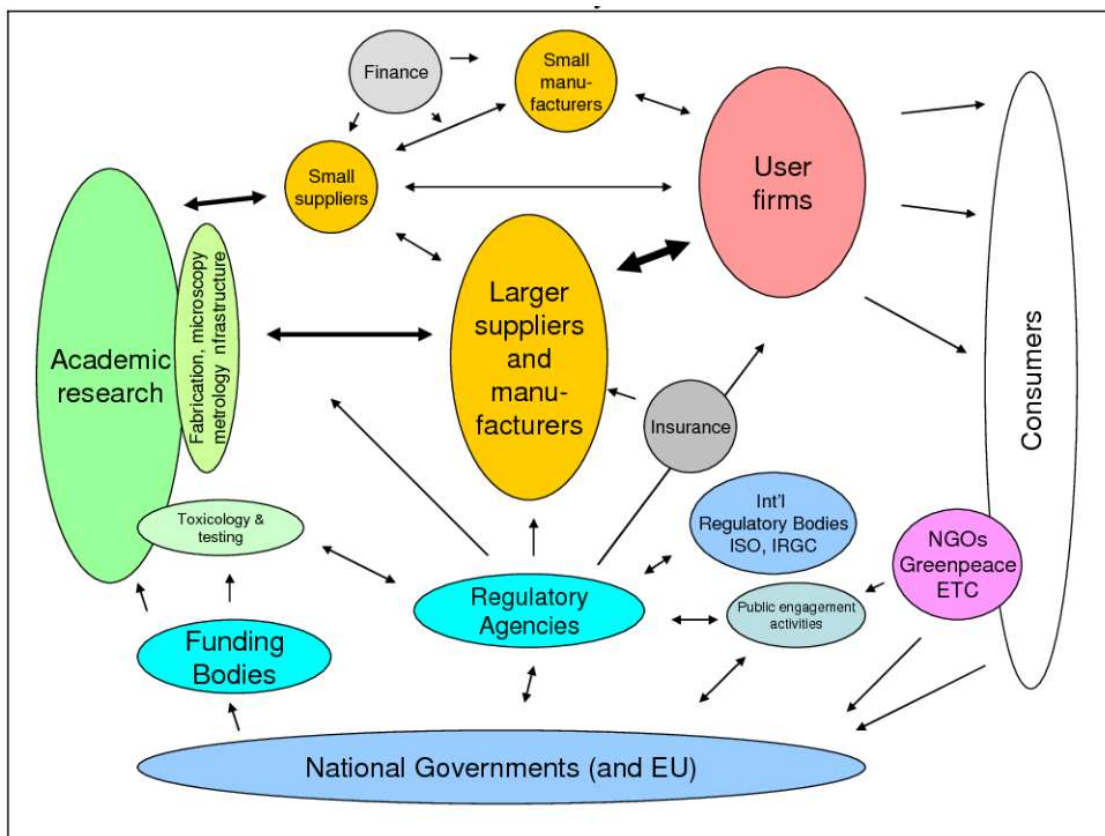 Finance
Small
manu-
facturers
Small
suppliers
User
firms
Larger
suppliers
and
manu-
facturers
Academic
research
Fabrication, microscopy
metrology nfrastructure
Consumers
Insurance
Toxicology &
testing
Int'l
Regulatory Bodies
ISO, IRGC
NGOs
Greenpeace
ETC
Regulatory
Agencies
Public engagement
activities
Funding
Bodies
National Governments (and EU)